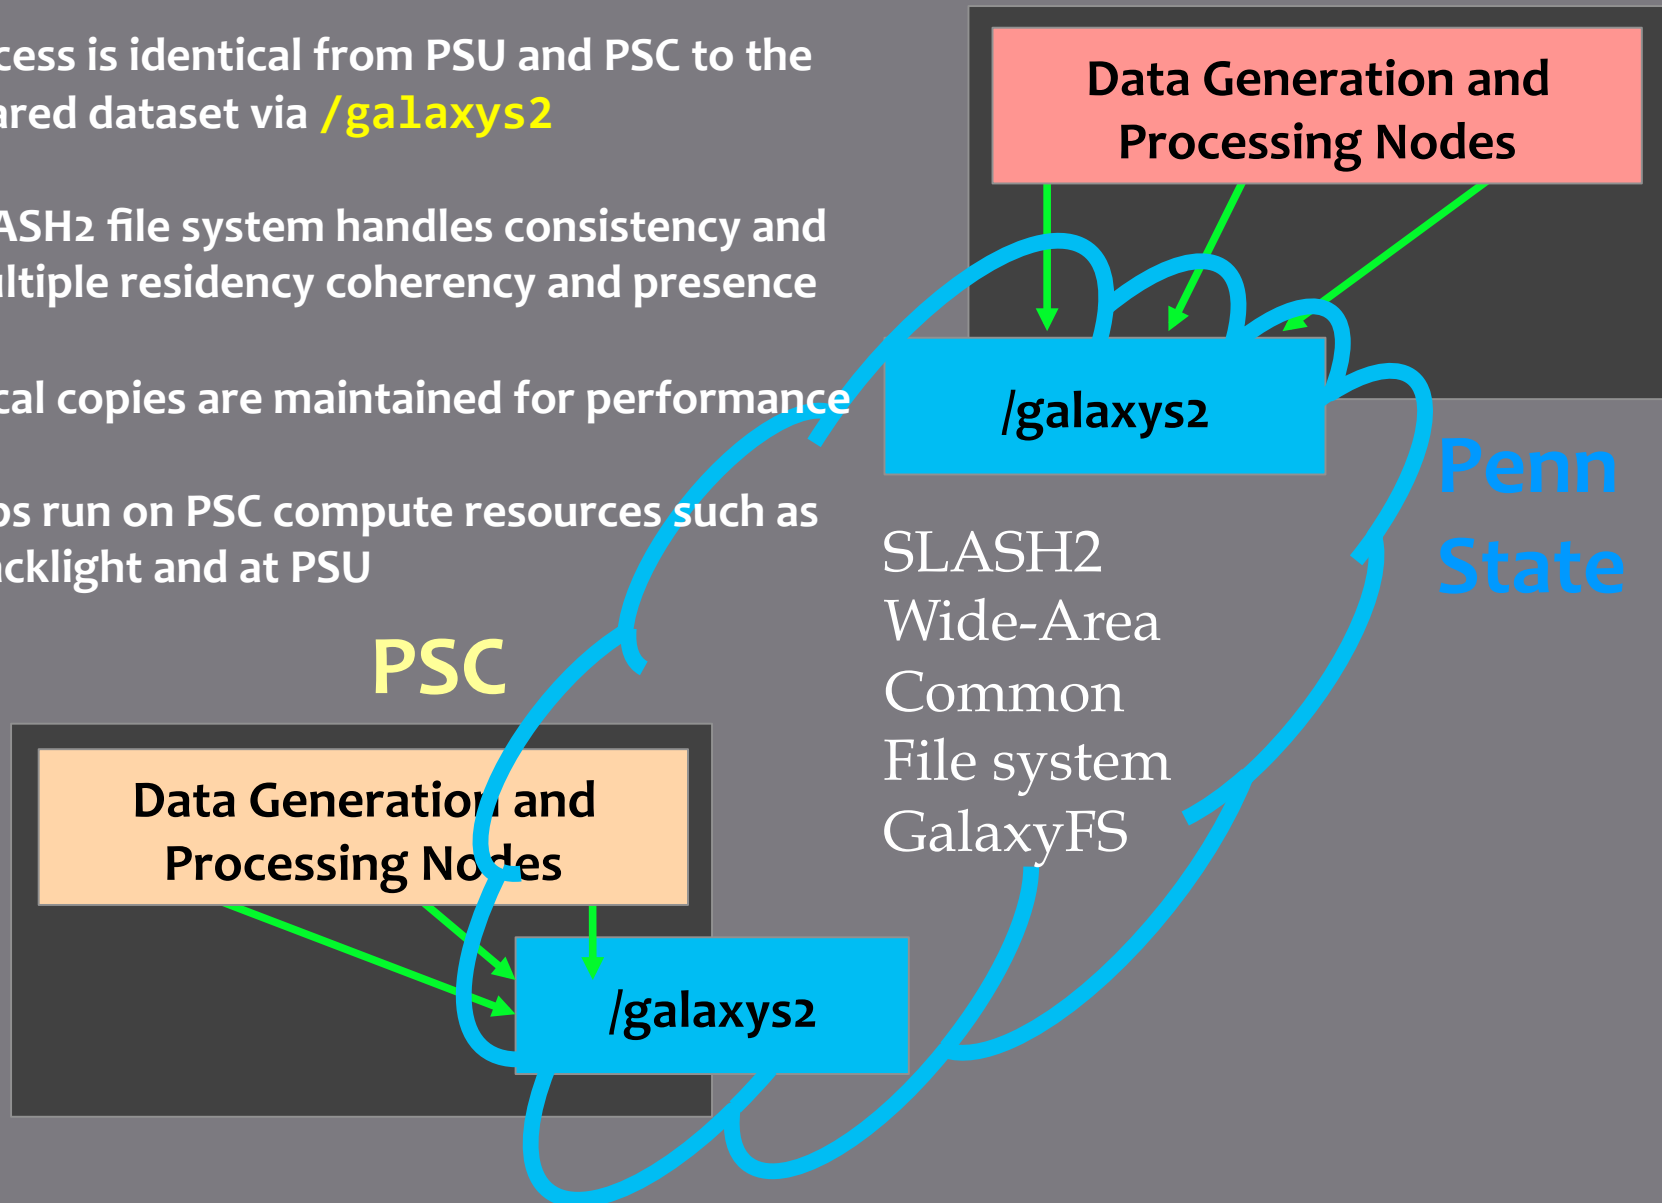 cess is identical from PSU and PSC to the
ared dataset via /galaxys2
ASH2 file system handles consistency and
ultiple residency coherency and presence
cal copies are maintained for performance
bs run on PSC compute resources such as
acklight and at PSU
Data Generation and
Processing Nodes
/galaxys2
Penn
State
SLASH2
Wide-Area
Common
File system
GalaxyFS
PSC
Data Generation and
Processing Nodes
/galaxys2